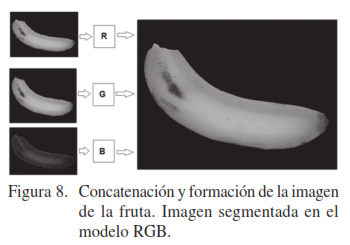 R
G
B
Figura 8. Concatenación y formación de la imagen
de la fruta. Imagen segmentada en el
modelo RGB.